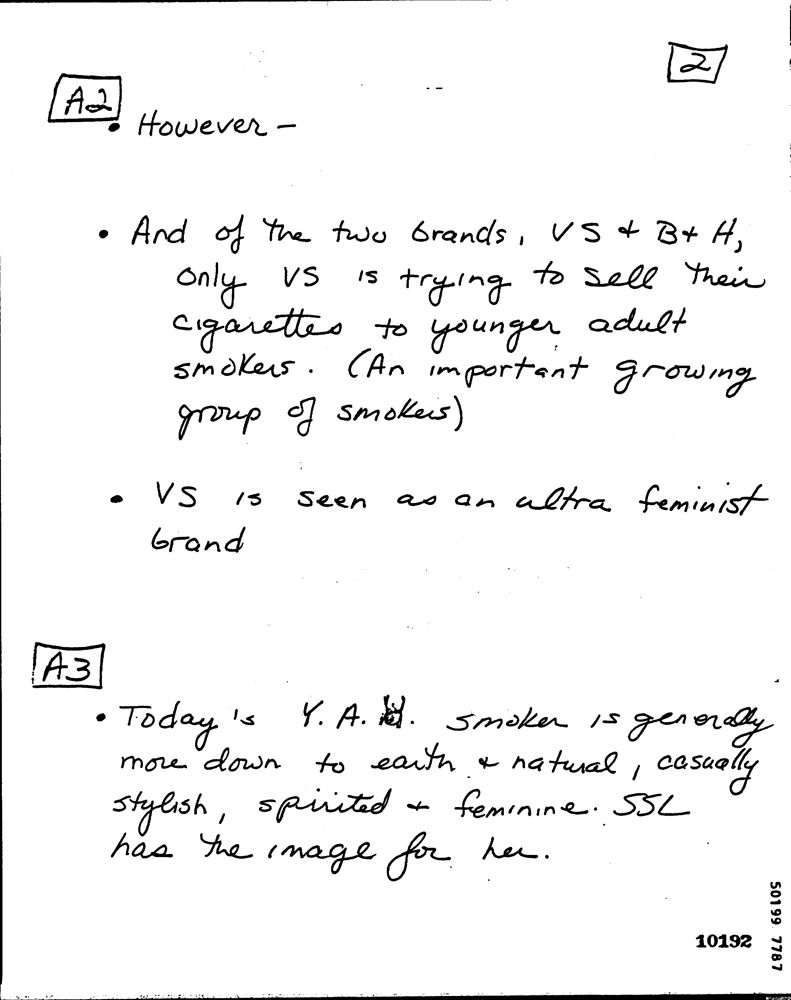 2
A2
• However –
• And of the two brands, VS + B+H,
only VS is trying to sell their
cigarettes to younger adult
smokers. (An important growing
group of smokers)
• VS is seen as an ultra feminist
brand
A3
• Today's Y. A. smoker is generally
more down to earth + natural, casually
stylish, spirited + feminine. SSL
has the image for her.
10192
50199 7787